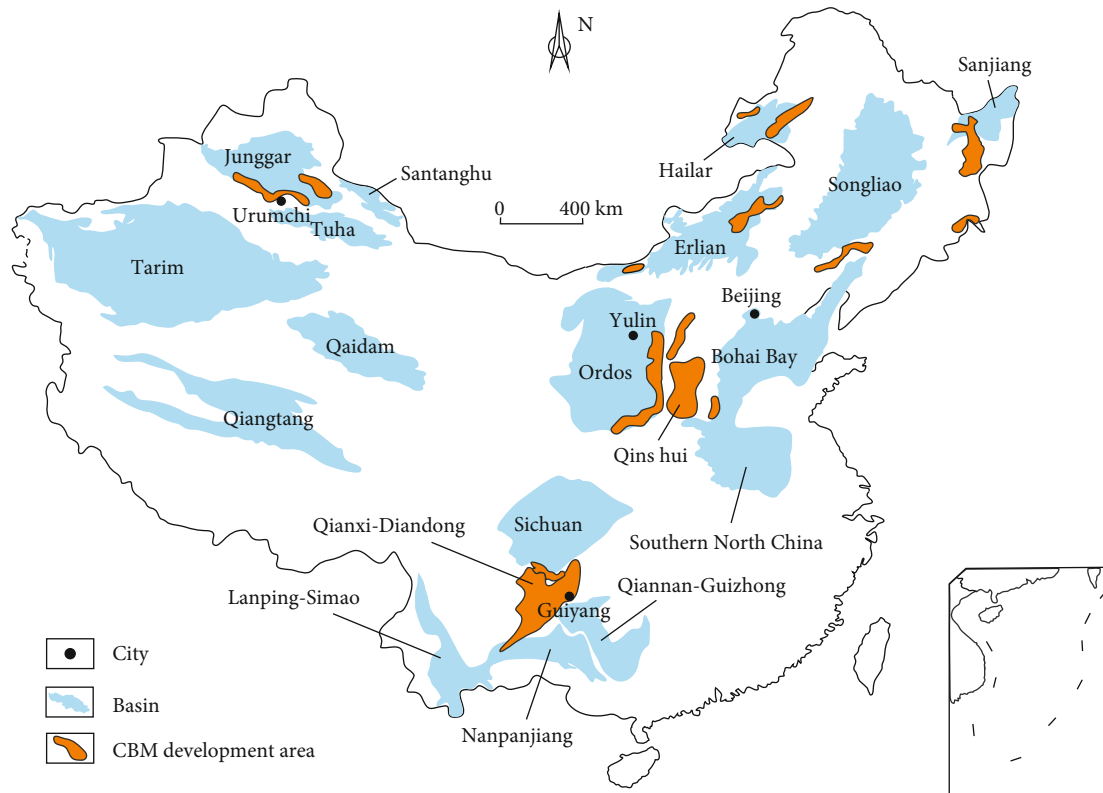 N
Sanjiang
Junggar
Santanghu
Hailar
Songliao
Urumchi
0 400 km
Tuha
Erlian
Tarim
Beijing
Yulin
Qaidam
Bohai Bay
Ordos
Qiangtang
Qins hui
Qianxi-Diandong
Sichuan
Southern North China
Lanping-Simao
Qiannan-Guizhong
Guiyang
City
Basin
Nanpanjiang
CBM development area